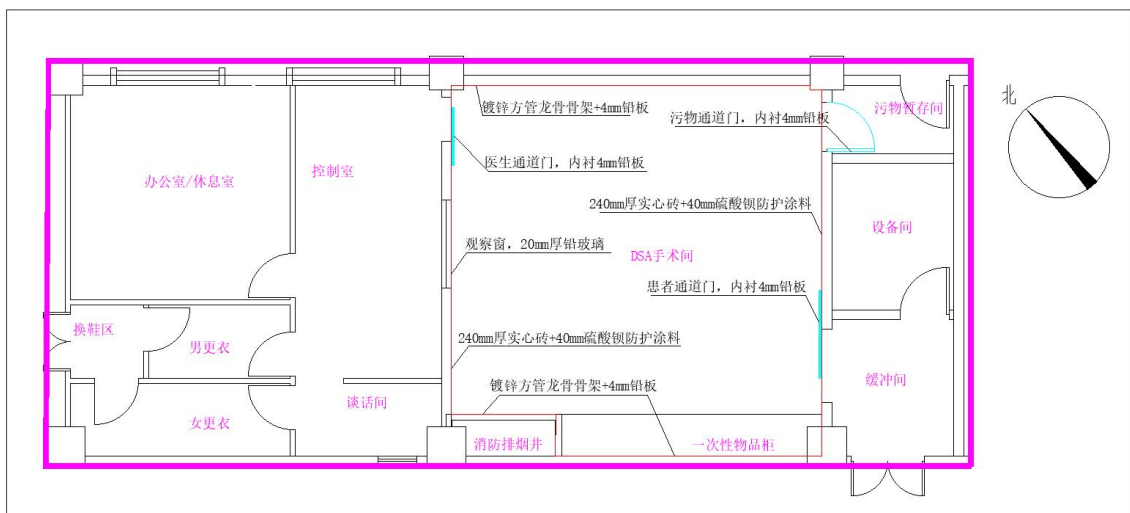 北
镀锌方管龙骨骨架+4mm铅板
污物通道门，内衬4mm铅板
污物暂存间
医生通道门，内衬4mm铅板
控制室
办公室/休息室
240mm厚实心砖+40mm硫酸钡防护涂料
设备间
观察窗，20mm厚铅玻璃
DSA手术间
患者通道门，内衬4mm铅板
换鞋区
男更衣
240mm厚实心砖+40mm硫酸钡防护涂料
缓冲间
镀锌方管龙骨骨架+4mm铅板
谈话间
女更衣
消防排烟井
一次性物品柜